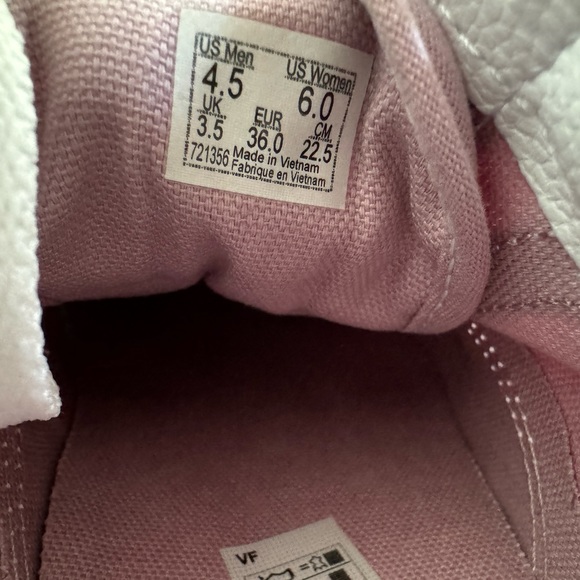 US Men US Women
4.5 6.0
UK EUR CM
3.5 36.0 22.5
721356 Made in Vietnam
Fabrique en Vietnam
VF
=